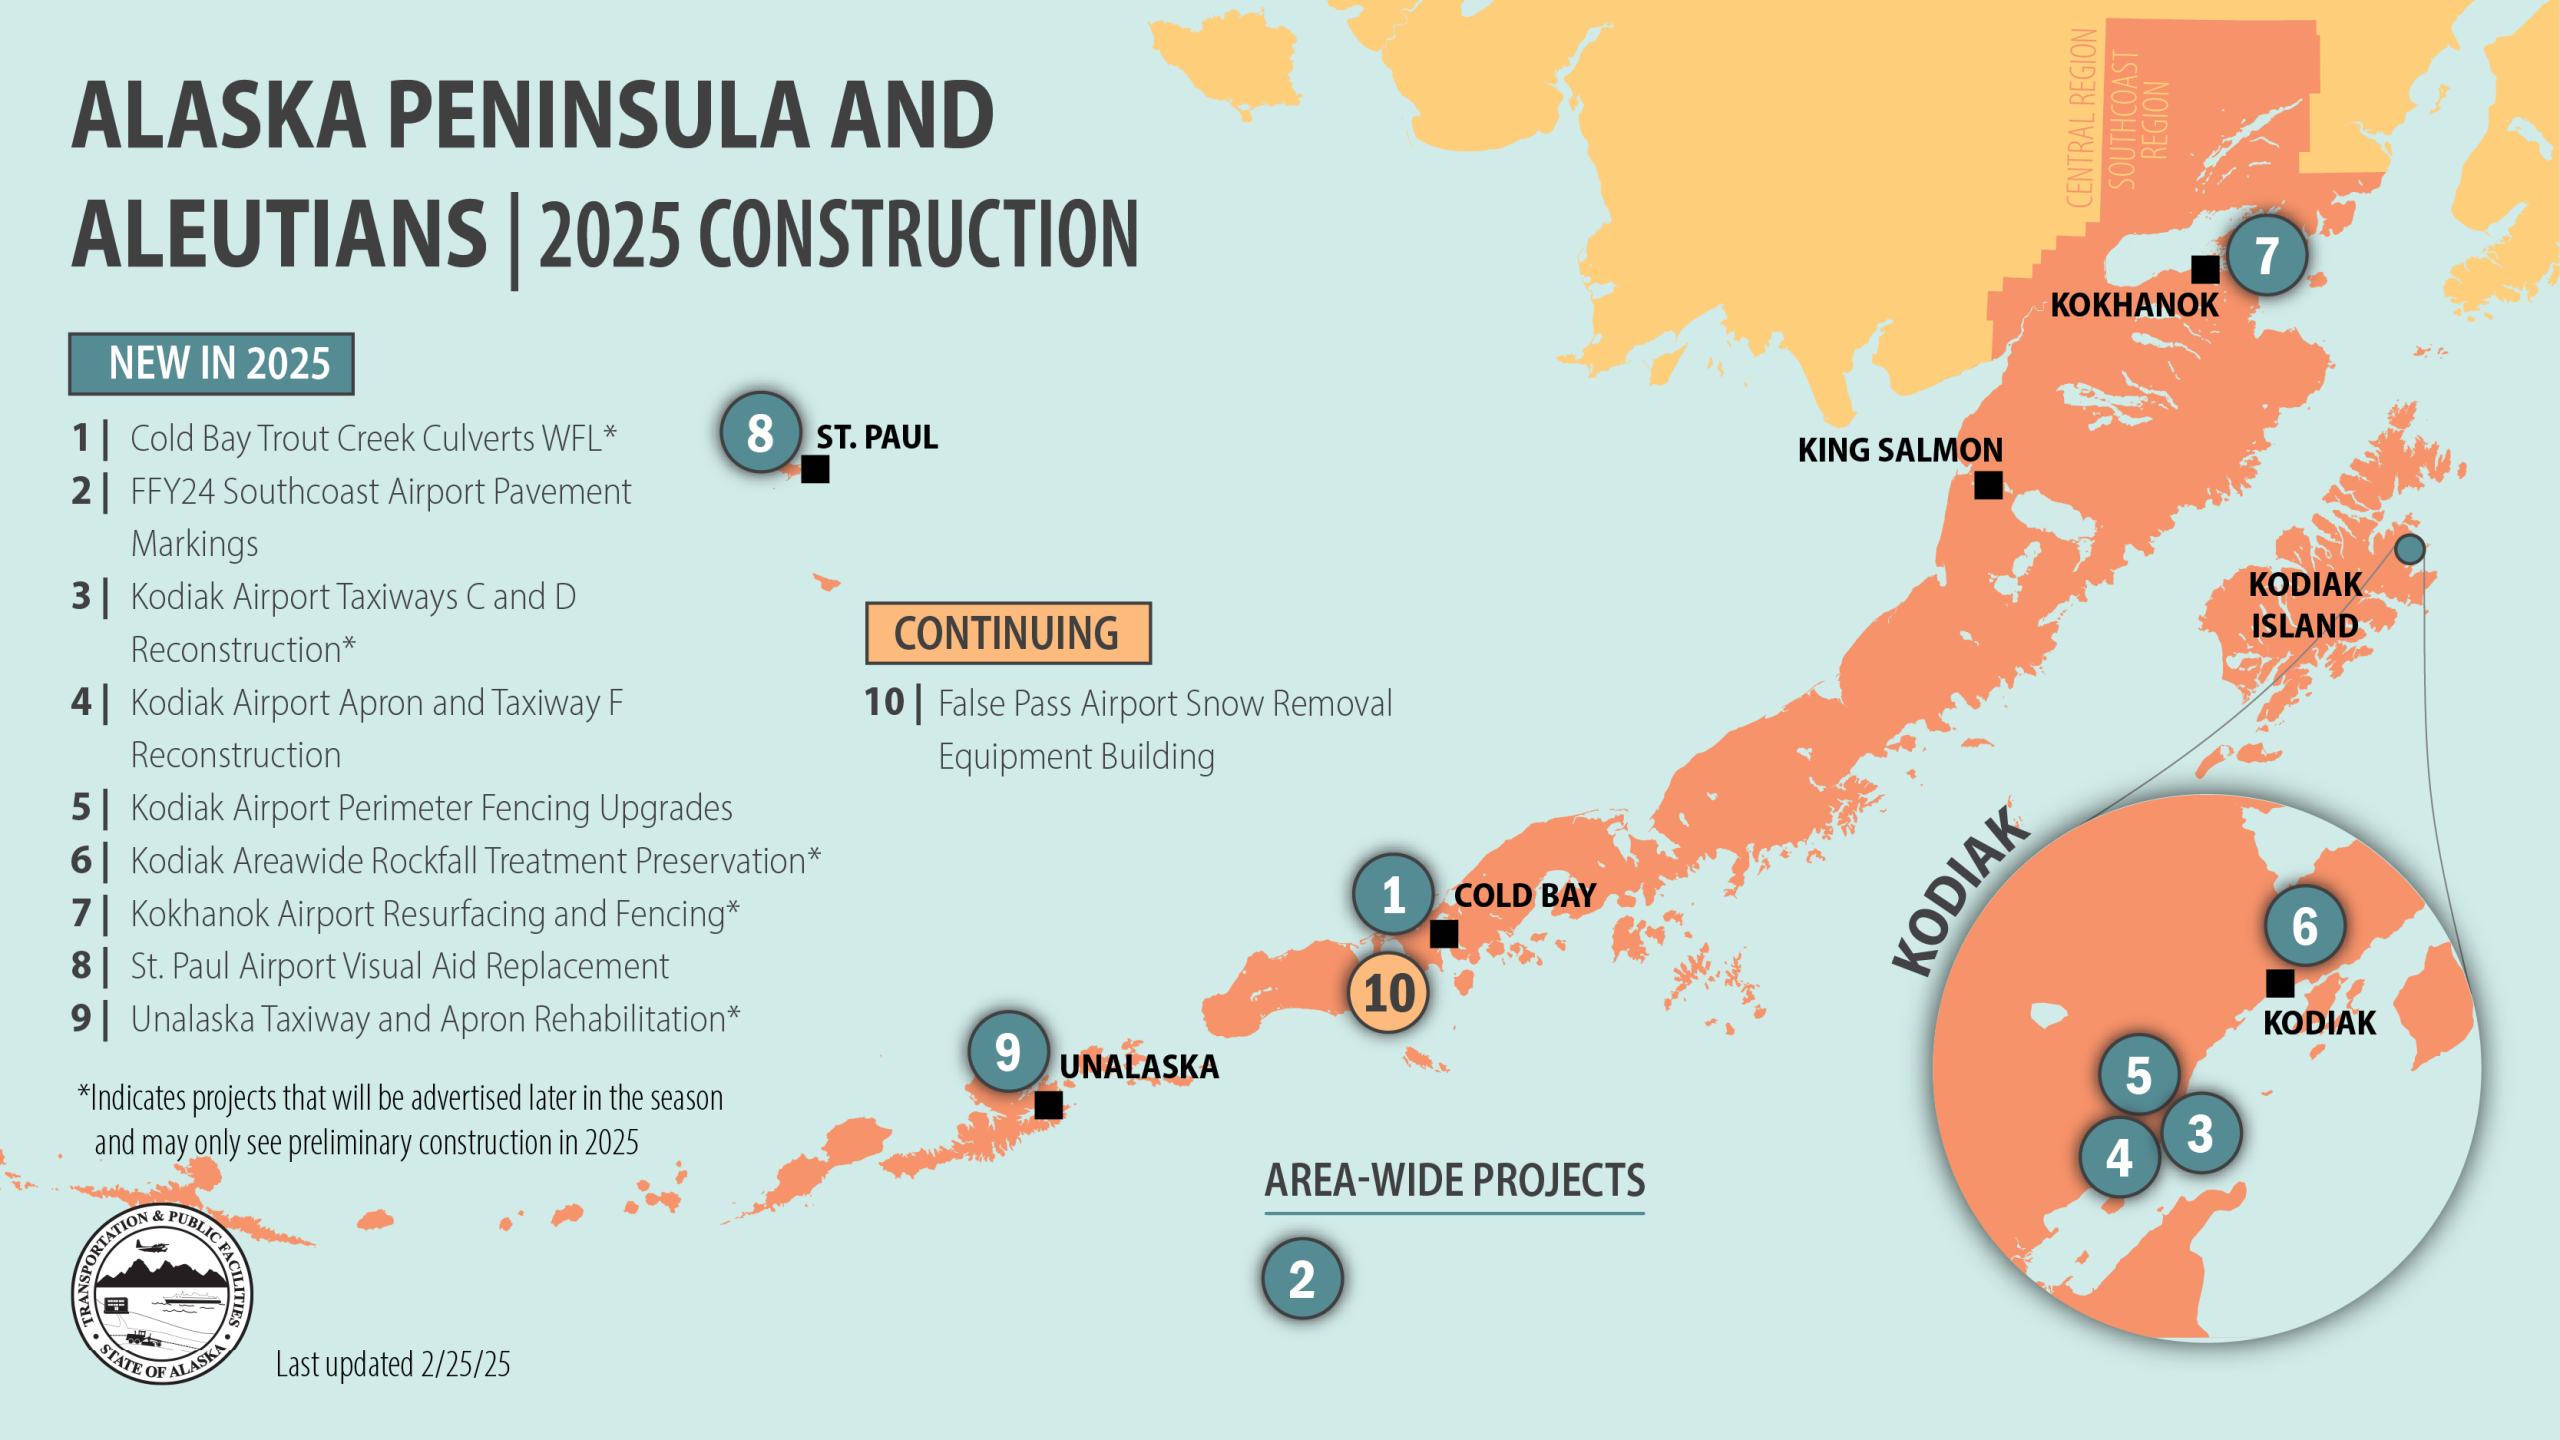 ALASKA PENINSULA AND
ALEUTIANS | 2025 CONSTRUCTION
NEW IN 2025
1 | Cold Bay Trout Creek Culverts WFL*
2 | FFY24 Southcoast Airport Pavement
Markings
3 | Kodiak Airport Taxiways C and D
Reconstruction*
4 | Kodiak Airport Apron and Taxiway F
Reconstruction
5 | Kodiak Airport Perimeter Fencing Upgrades
6 | Kodiak Areawide Rockfall Treatment Preservation*
7 | Kokhanok Airport Resurfacing and Fencing*
8 | St. Paul Airport Visual Aid Replacement
9 | Unalaska Taxiway and Apron Rehabilitation*
*Indicates projects that will be advertised later in the season
and may only see preliminary construction in 2025
CONTINUING
10 | False Pass Airport Snow Removal
Equipment Building
8
ST. PAUL
CENTRAL REGION
SOUTHCOAST
REGION
7
KOKHANOK
KING SALMON
KODIAK
ISLAND
1
COLD BAY
10
9
UNALASKA
AREA-WIDE PROJECTS
2
KODIAK
6
KODIAK
5
3
4
TRANSPORTATION & PUBLIC FACILITIES
STATE OF ALASKA
Last updated 2/25/25